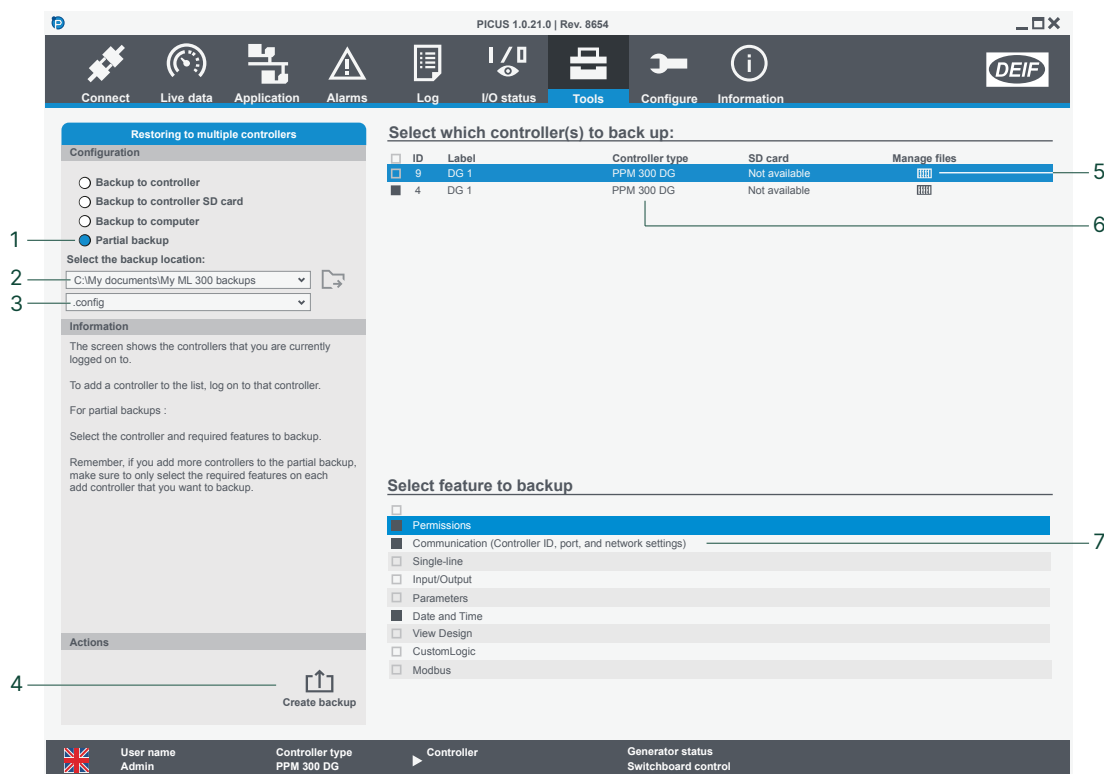 PICUS 1.0.21.0 | Rev. 8654
Connect
Live data
Application
Alarms
Log
I/O status
Tools
Configure
Information
DEIF
Restoring to multiple controllers
Configuration
Backup to controller
Backup to controller SD card
Backup to computer
1
Partial backup
Select the backup location:
2
C:\My documents\My ML 300 backups
3
.config
Information
The screen shows the controllers that you are currently
logged on to.
To add a controller to the list, log on to that controller.
For partial backups :
Select the controller and required features to backup.
Remember, if you add more controllers to the partial backup,
make sure to only select the required features on each
add controller that you want to backup.
Actions
4
Create backup
Select which controller(s) to back up:
ID Label Controller type SD card Manage files
9 DG 1 PPM 300 DG Not available
5
4 DG 1 PPM 300 DG Not available
6
Select feature to backup
Permissions
Communication (Controller ID, port, and network settings)
7
Single-line
Input/Output
Parameters
Date and Time
View Design
CustomLogic
Modbus
User name
Admin
Controller type
PPM 300 DG
Controller
Generator status
Switchboard control